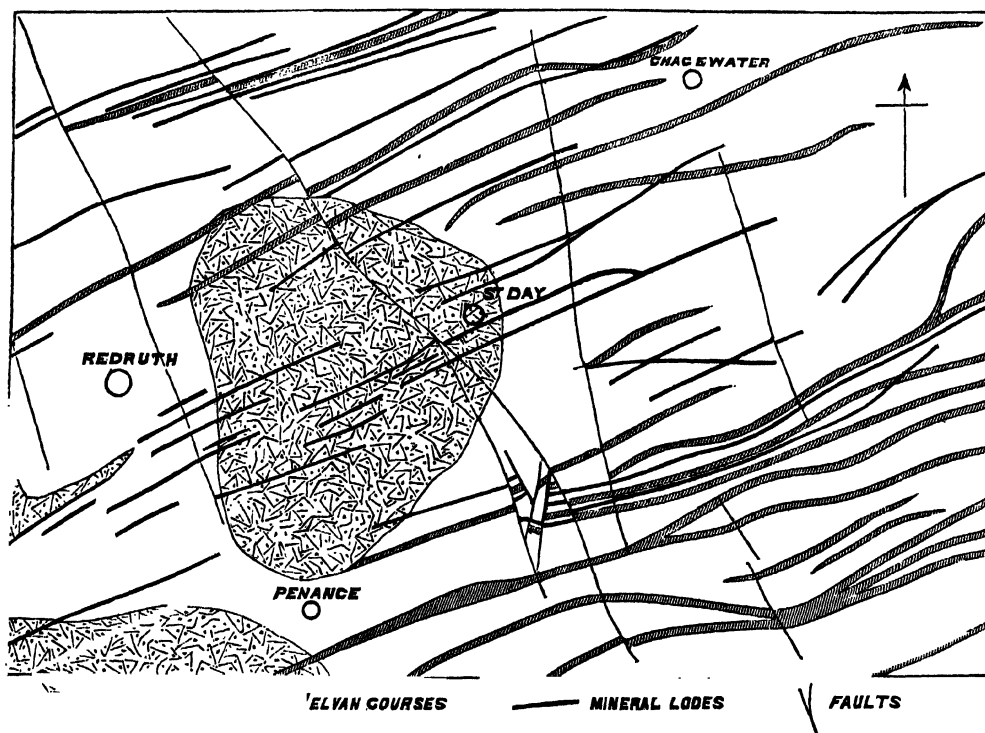 CHACEWATER
ST DAY
REDRUTH
PENANCE
'ELVAN COURSES MINERAL LODES FAULTS